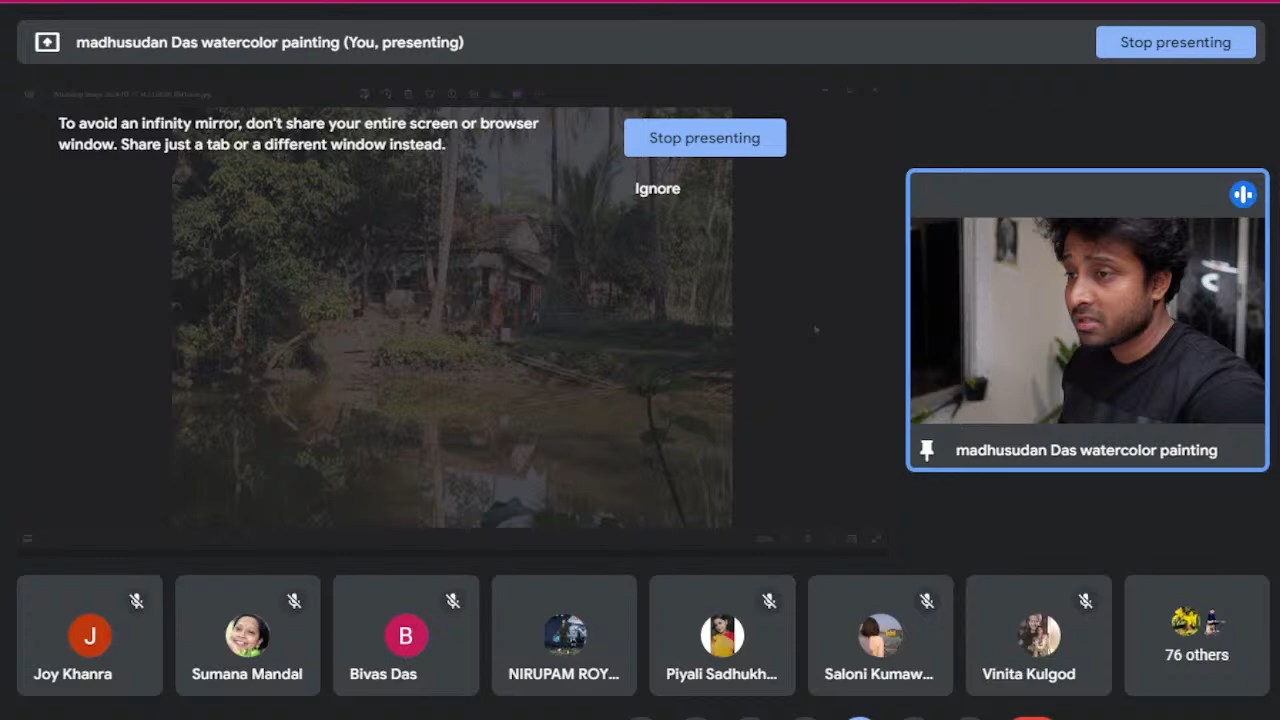 madhusudan Das watercolor painting (You, presenting)
Stop presenting
To avoid an infinity mirror, don't share your entire screen or browser
window. Share just a tab or a different window instead.
Stop presenting
Ignore
madhusudan Das watercolor painting
J
Joy Khanra
Sumana Mandal
B
Bivas Das
NIRUPAM ROY...
Piyali Sadhukh...
Saloni Kumaw...
Vinita Kulgod
76 others